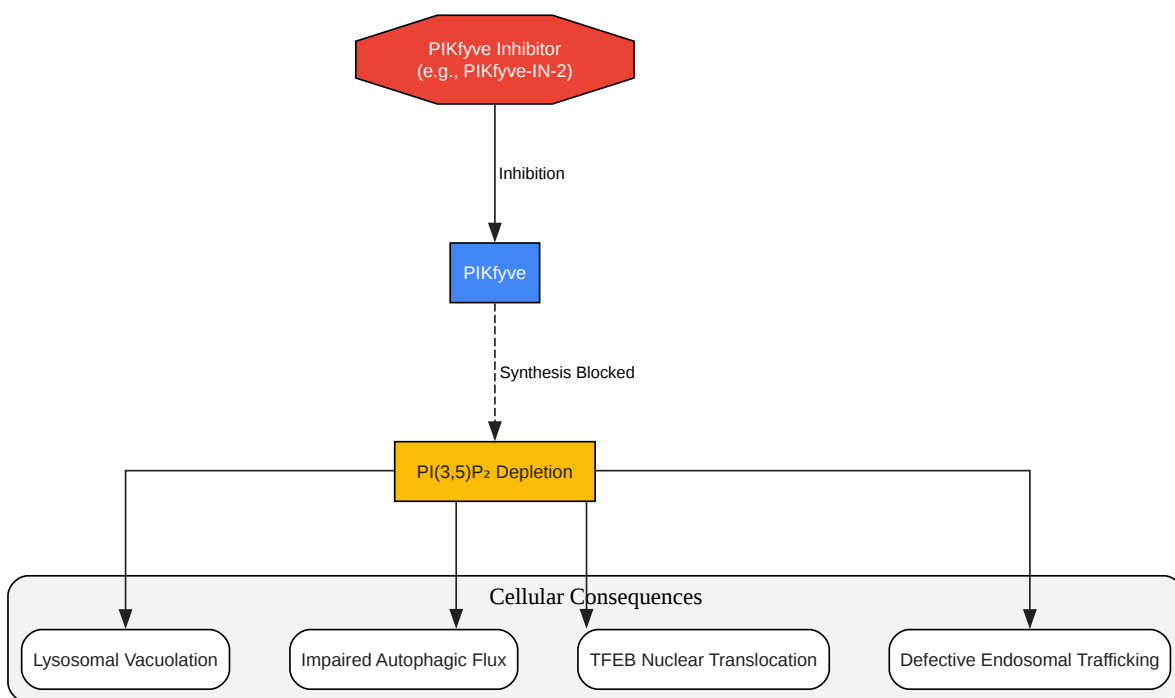 PIKfyve Inhibitor
(e.g., PIKfyve-IN-2)
Inhibition
PIKfyve
Synthesis Blocked
PI(3,5)P₂ Depletion
Cellular Consequences
Lysosomal Vacuolation
Impaired Autophagic Flux
TFEB Nuclear Translocation
Defective Endosomal Trafficking